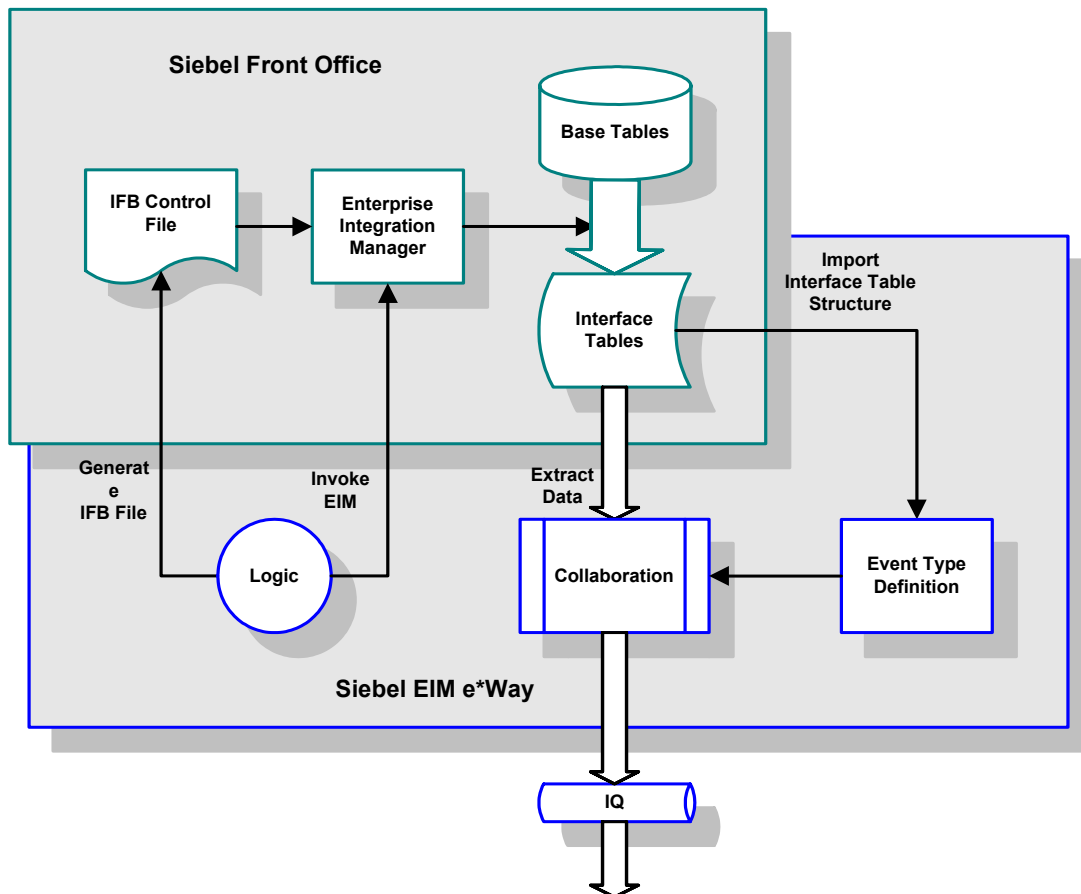 Siebel Front Office
Base Tables
IFB Control
File
Enterprise
Integration
Manager
Import
Interface Table
Structure
Interface
Tables
Generat
e
IFB File
Invoke
EIM
Extract
Data
Logic
Collaboration
Event Type
Definition
Siebel EIM e*Way
IQ